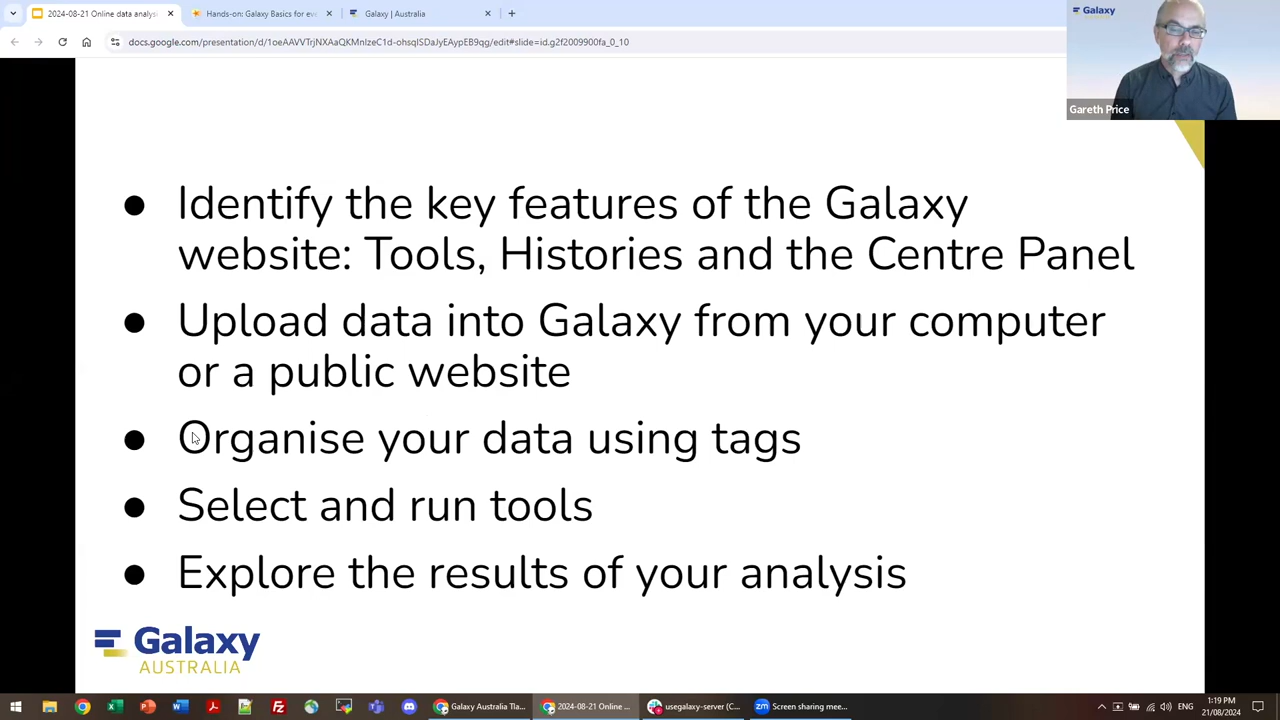 2024-08-21 Online data analys
Hands-on: Galaxy Basics for eve
Galaxy | Australia
docs.google.com/presentation/d/1oeAAVVTrjNXAaQKMnIzeC1d-ohsqlSDaJyEAypEB9qg/edit#slide=id.g2f2009900fa_0_10
Galaxy
Gareth Price
● Identify the key features of the Galaxy
website: Tools, Histories and the Centre Panel
● Upload data into Galaxy from your computer
or a public website
● Organise your data using tags
● Select and run tools
● Explore the results of your analysis
Galaxy
AUSTRALIA
Galaxy Australia Tla...
2024-08-21 Online ...
usegalaxy-server (C...
Screen sharing mee...
ENG
1:19 PM
21/08/2024